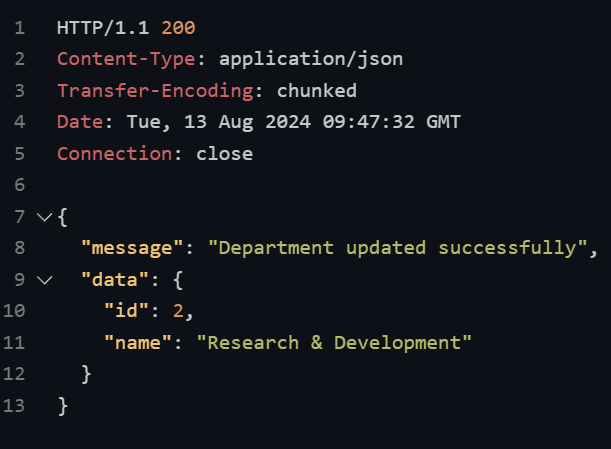 1 HTTP/1.1 200
2 Content-Type: application/json
3 Transfer-Encoding: chunked
4 Date: Tue, 13 Aug 2024 09:47:32 GMT
5 Connection: close
6
7 {
8 "message": "Department updated successfully",
9 "data": {
10 "id": 2,
11 "name": "Research & Development"
12 }
13 }